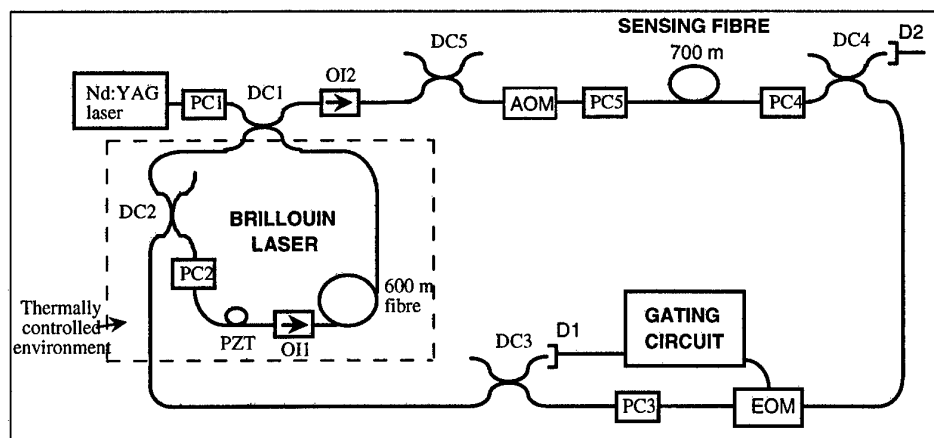 SENSING FIBRE
700 m
DC5
DC4
D2
Nd:YAG
laser
PC1
DC1
OI2
AOM
PC5
PC4
DC2
BRILLOUIN
LASER
PC2
600 m
fibre
Thermally
controlled
environment
PZT
OI1
DC3
D1
GATING
CIRCUIT
PC3
EOM